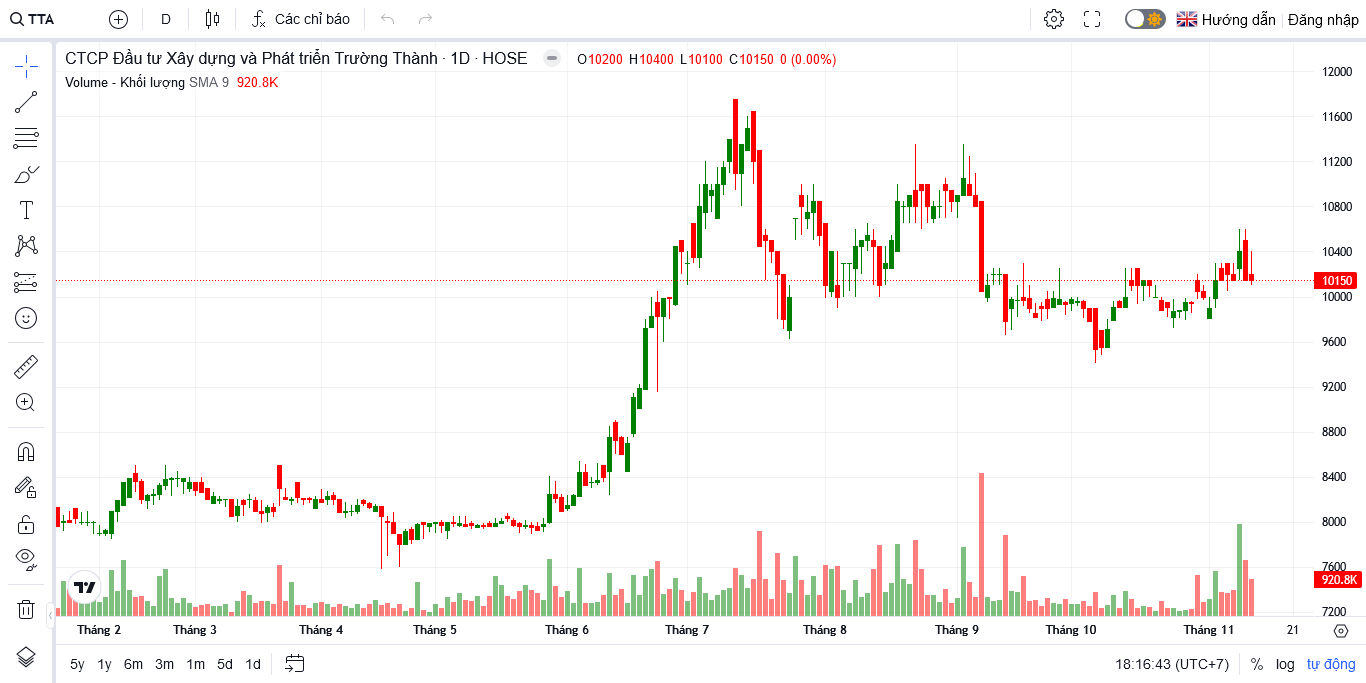 TTA D Các chỉ báo Hướng dẫn Đăng nhập
CTCP Đầu tư Xây dựng và Phát triển Trường Thành · 1D · HOSE O10200 H10400 L10100 C10150 0 (0.00%)
Volume - Khối lượng SMA 9 920.8K
12000
11600
11200
10800
10400
10150
10000
9600
9200
8800
8400
8000
7600
920.8K
7200
Tháng 2 Tháng 3 Tháng 4 Tháng 5 Tháng 6 Tháng 7 Tháng 8 Tháng 9 Tháng 10 Tháng 11 21
5y 1y 6m 3m 1m 5d 1d 18:16:43 (UTC+7) % log tự động